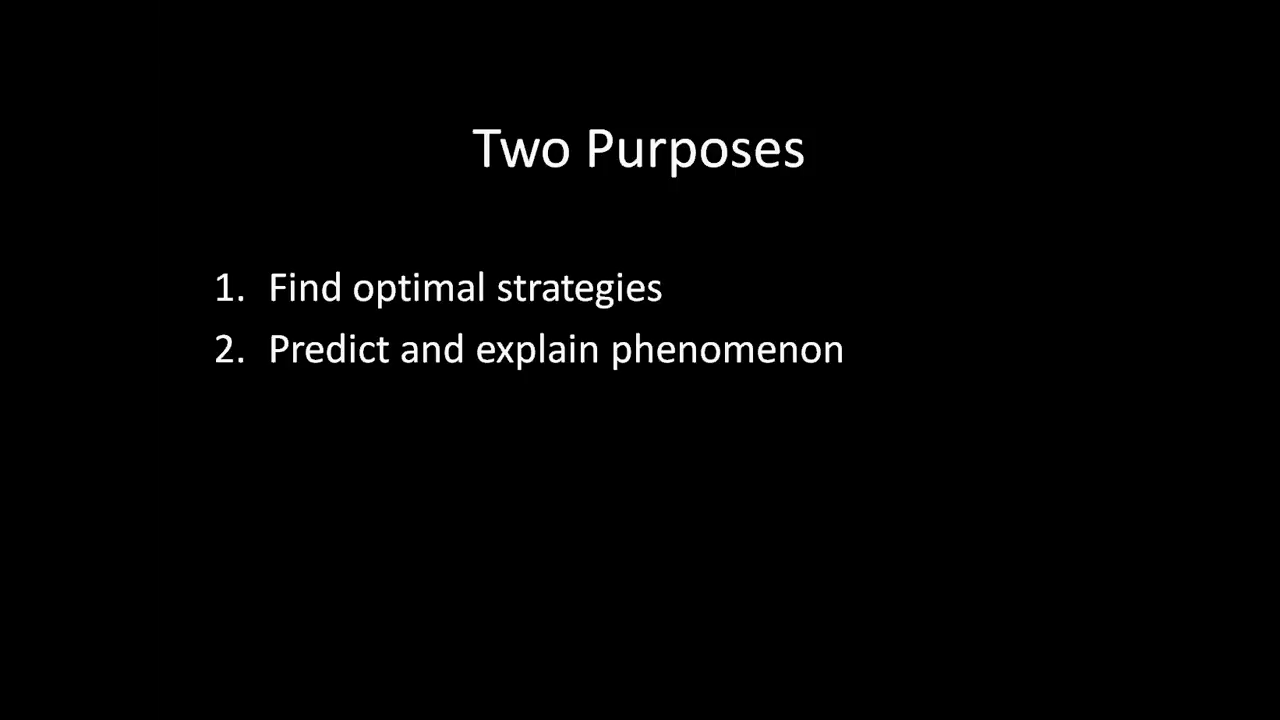 Two Purposes
1. Find optimal strategies
2. Predict and explain phenomenon